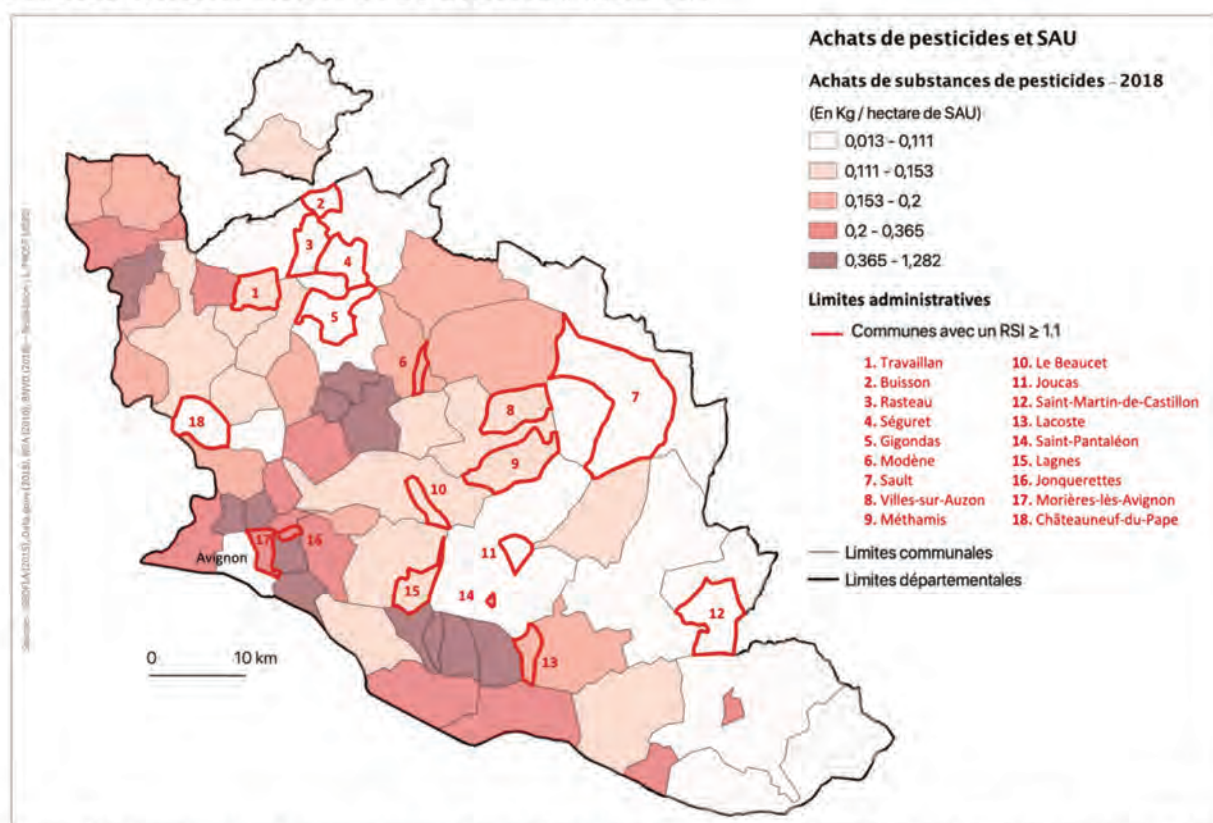 Achats de pesticides et SAU
Achats de substances de pesticides – 2018
(En Kg / hectare de SAU)
0,013 – 0,111
0,111 – 0,153
0,153 – 0,2
0,2 – 0,365
0,365 – 1,282
Limites administratives
Communes avec un RSI ≥ 1.1
1. Travaillan
2. Buisson
3. Rasteau
4. Séguret
5. Gigondas
6. Modène
7. Sault
8. Villes-sur-Auzon
9. Méthamis
10. Le Beaucet
11. Joucas
12. Saint-Martin-de-Castillon
13. Lacoste
14. Saint-Pantaléon
15. Lagnes
16. Jonquerettes
17. Morières-lès-Avignon
18. Châteauneuf-du-Pape
Limites communales
Limites départementales
2
3
4
1
5
6
7
18
8
9
10
17
16
Avignon
11
15
14
12
13
0 10 km